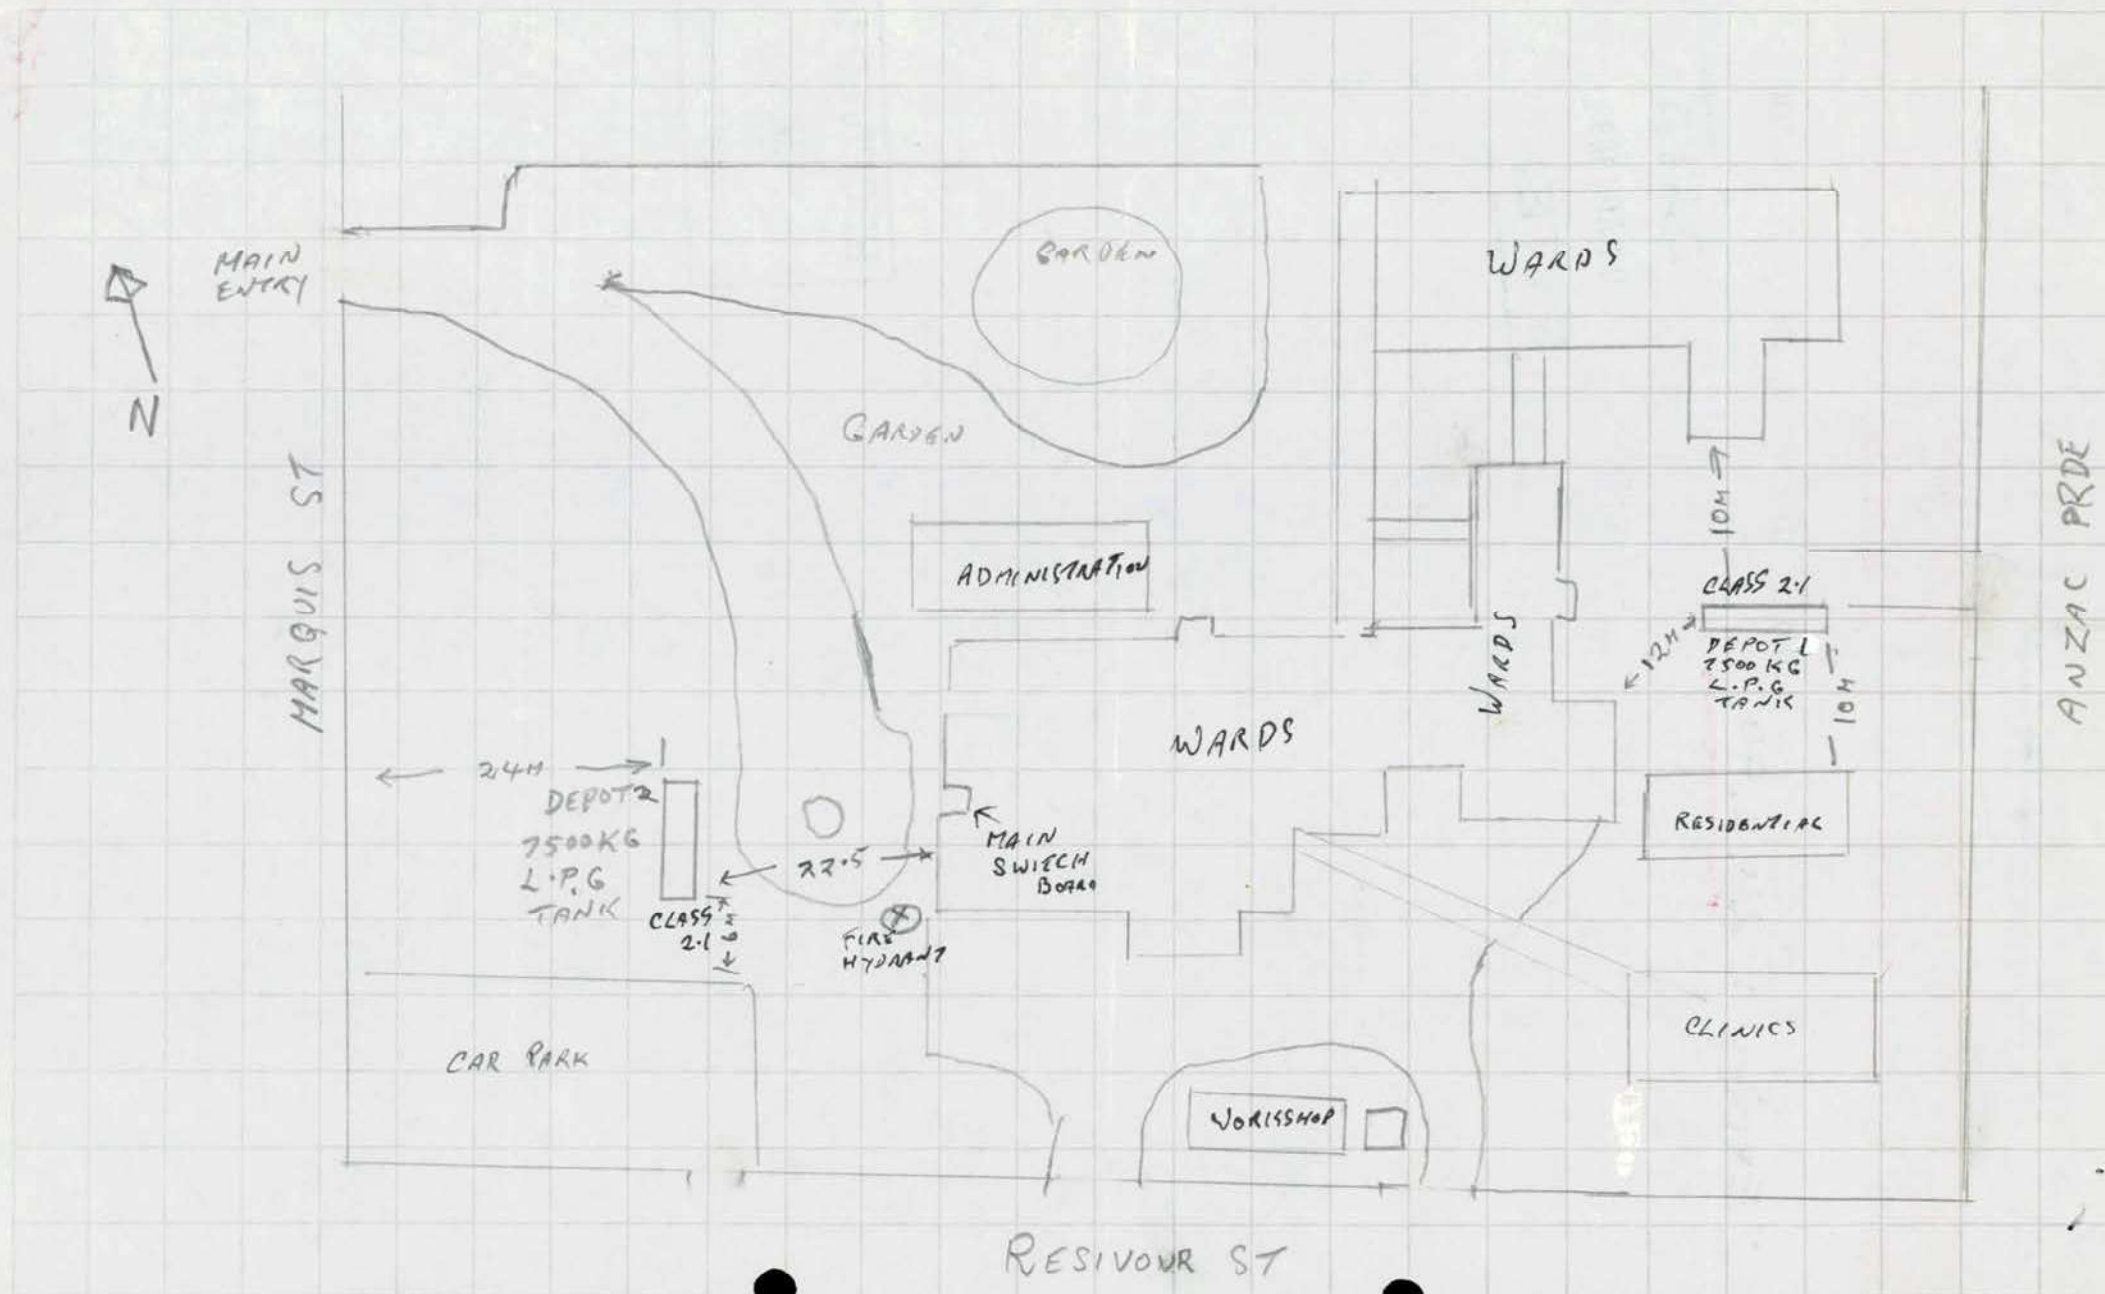 MAIN
ENTRY
N
MARQUIS ST
GARDEN
GARDEN
WARDS
ADMINISTRATION
10M
CLASS 2.1
DEPOT 1
7500 KG
L.P.G
TANK
12M
10M
ANZAC PRDE
WARDS
WARDS
24M
DEPOT 2
7500KG
L.P.G
TANK
CLASS
2.1
22.5
MAIN
SWITCH
BOARD
FIRE
HYDRANT
RESIDENTIAL
CLINICS
CAR PARK
WORKSHOP
RESIVOUR ST